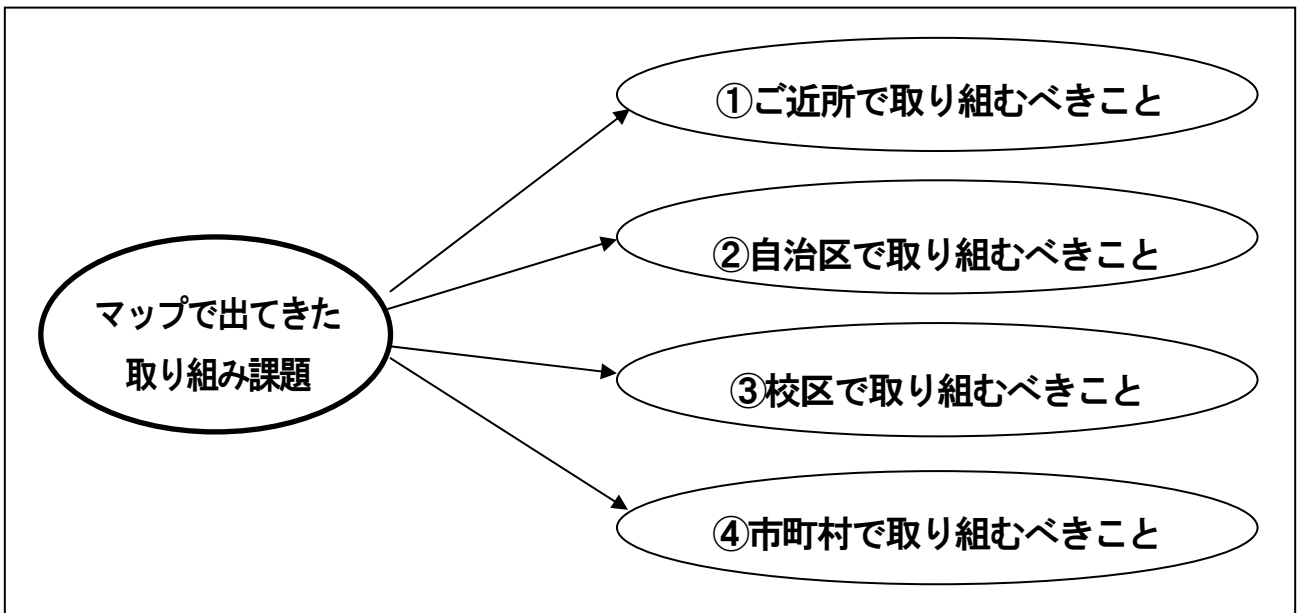 マップで出てきた
取り組み課題
①ご近所で取り組むべきこと
②自治区で取り組むべきこと
③校区で取り組むべきこと
④市町村で取り組むべきこと